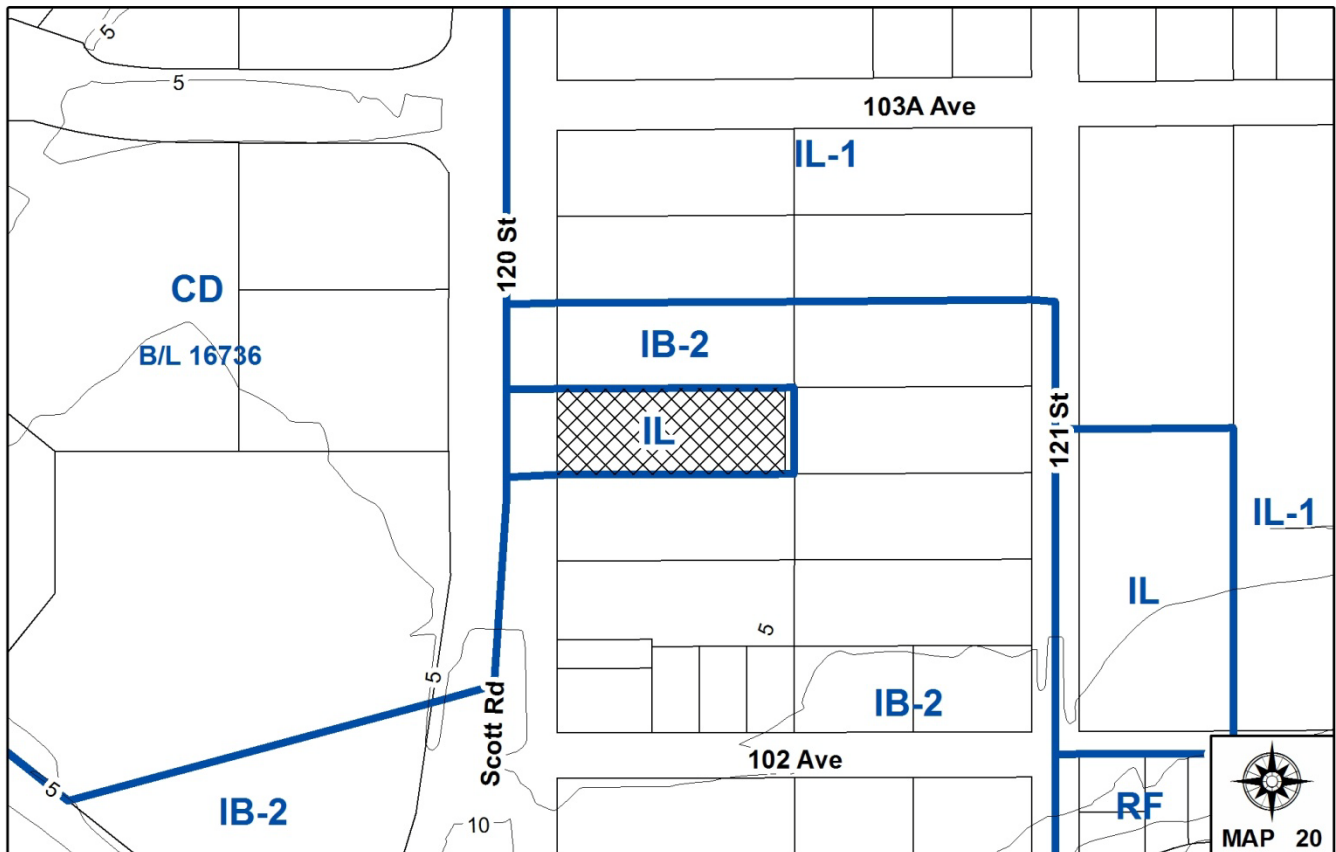 5
5
103A Ave
IL-1
120 St
CD
B/L 16736
IB-2
IL
121 St
IL-1
IL
5
5
Scott Rd
IB-2
102 Ave
5
IB-2
10
RF
MAP 20